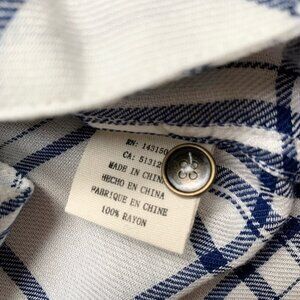 RN: 143150
CA: 51312
MADE IN CHINA
HECHO EN CHINA
FABRIQUE EN CHINE
100% RAYON